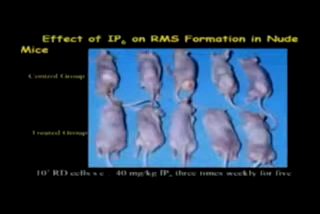 Effect of IP₆ on RMS Formation in Nude
Mice
Control Group
Treated Group
10⁷ RD cells s.c. 40 mg/kg IP₆ three times weekly for five